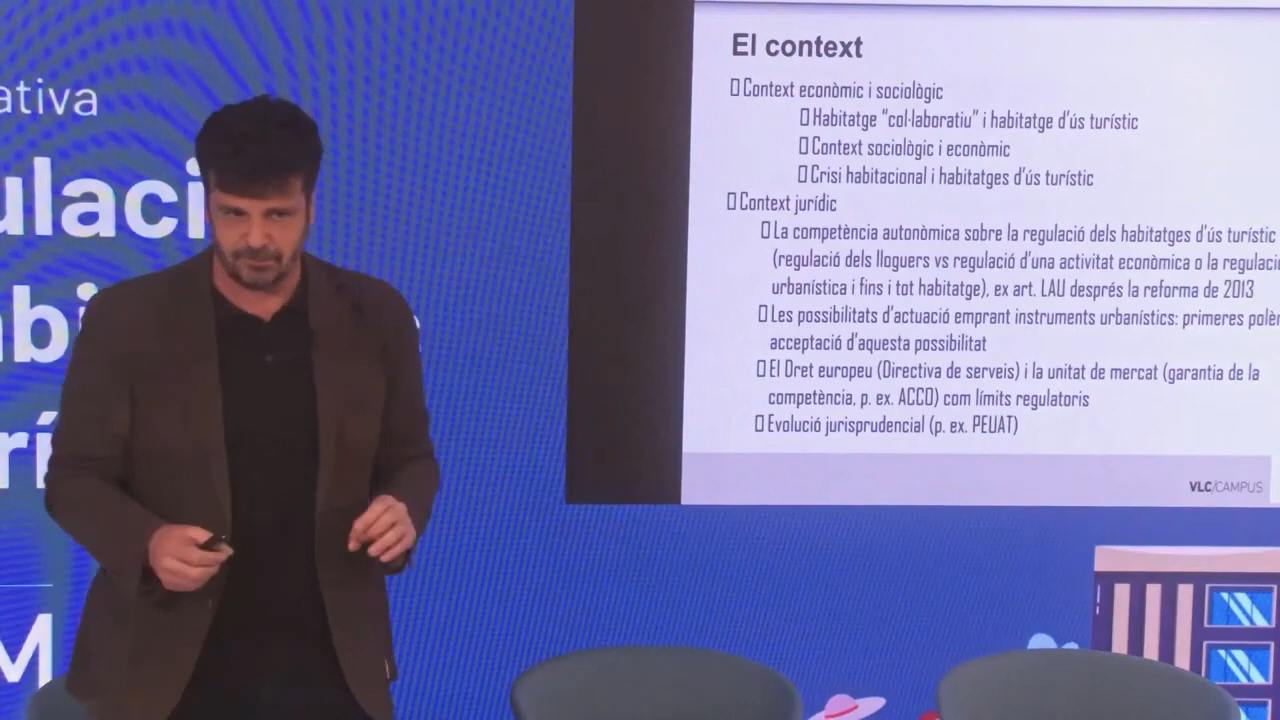 ativa
ulaci
abi
rí
M
El context
Context econòmic i sociològic
Habitatge "col·laboratiu" i habitatge d'ús turístic
Context sociològic i econòmic
Crisi habitacional i habitatges d'ús turístic
Context jurídic
La competència autonòmica sobre la regulació dels habitatges d'ús turístic
(regulació dels lloguers vs regulació d'una activitat econòmica o la regulació
urbanística i fins i tot habitatge), ex art. LAU després la reforma de 2013
Les possibilitats d'actuació emprant instruments urbanístics: primeres
acceptació d'aquesta possibilitat
El Dret europeu (Directiva de serveis) i la unitat de mercat (garantia de la
competència, p. ex. ACCO) com límits regulatoris
Evolució jurisprudencial (p. ex. PEUAT)
VLC/CAMPUS